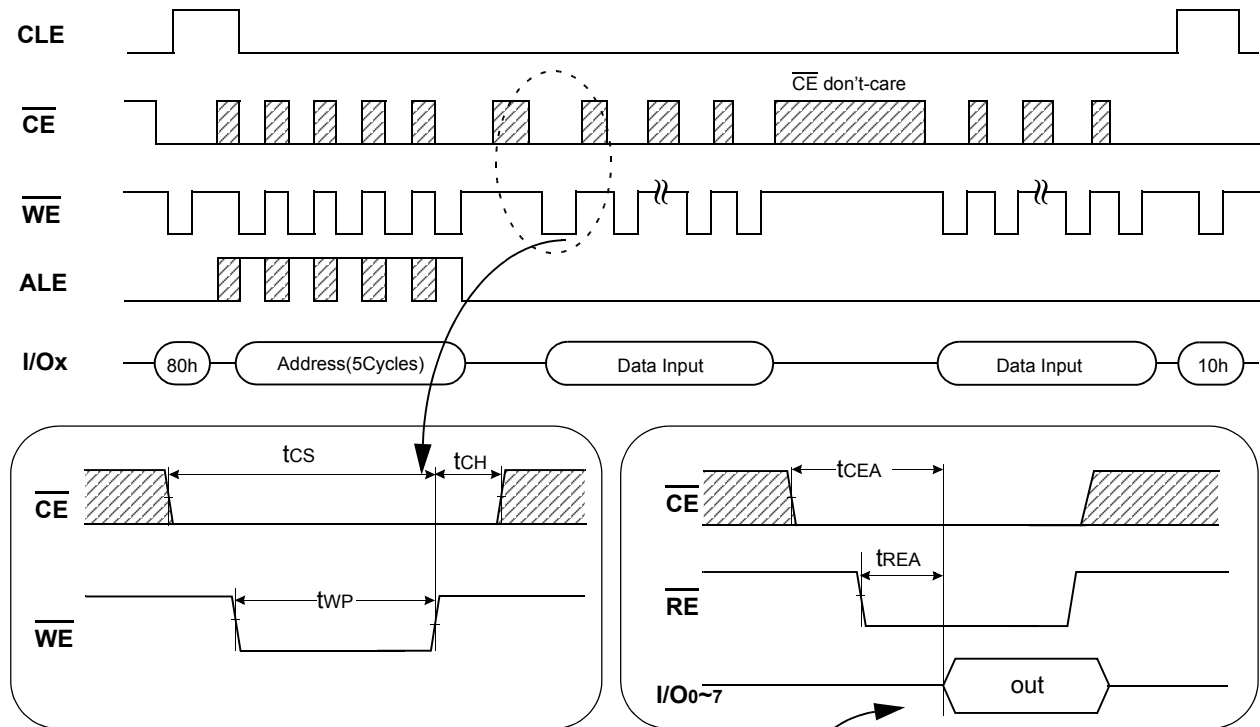 CLE
CE don't-care
CE
WE
ALE
I/Ox
80h
Address(5Cycles)
Data Input
Data Input
10h
tCS
tCH
CE
tWP
WE
tCEA
CE
tREA
RE
I/O0~7
out